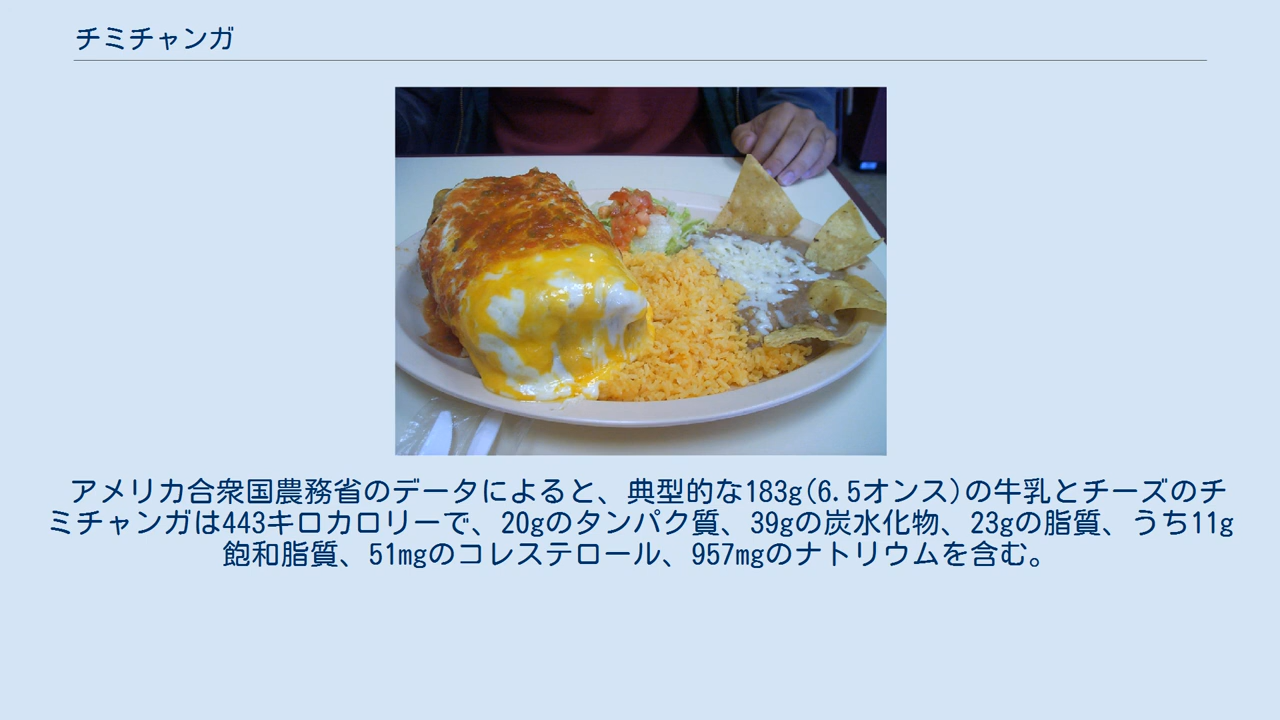 チミチャンガ
アメリカ合衆国農務省のデータによると、典型的な183g(6.5オンス)の牛乳とチーズのチ
ミチャンガは443キロカロリーで、20gのタンパク質、39gの炭水化物、23gの脂質、うち11g
飽和脂質、51mgのコレステロール、957mgのナトリウムを含む。